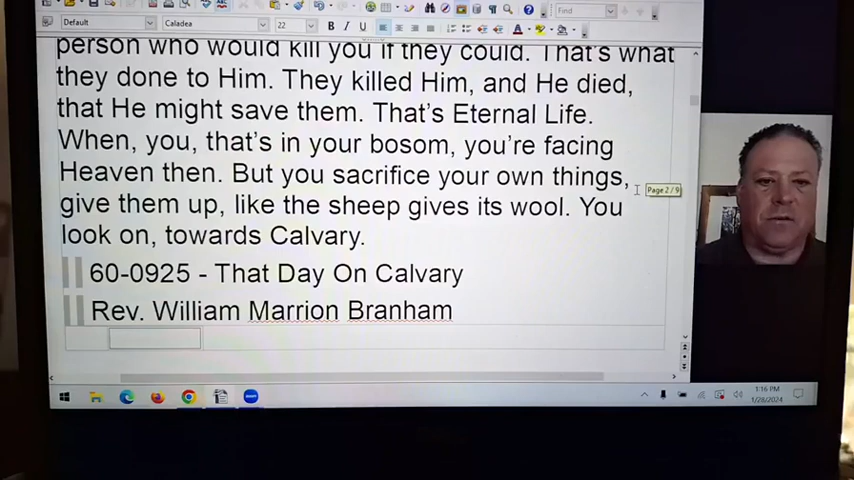 Find
Default
Caladea
22
person who would kill you if they could. That's what
they done to Him. They killed Him, and He died,
that He might save them. That's Eternal Life.
When, you, that's in your bosom, you're facing
Heaven then. But you sacrifice your own things,
give them up, like the sheep gives its wool. You
look on, towards Calvary.
60-0925 - That Day On Calvary
Rev. William Marrion Branham
Page 2 / 9
1:16 PM
1/28/2024